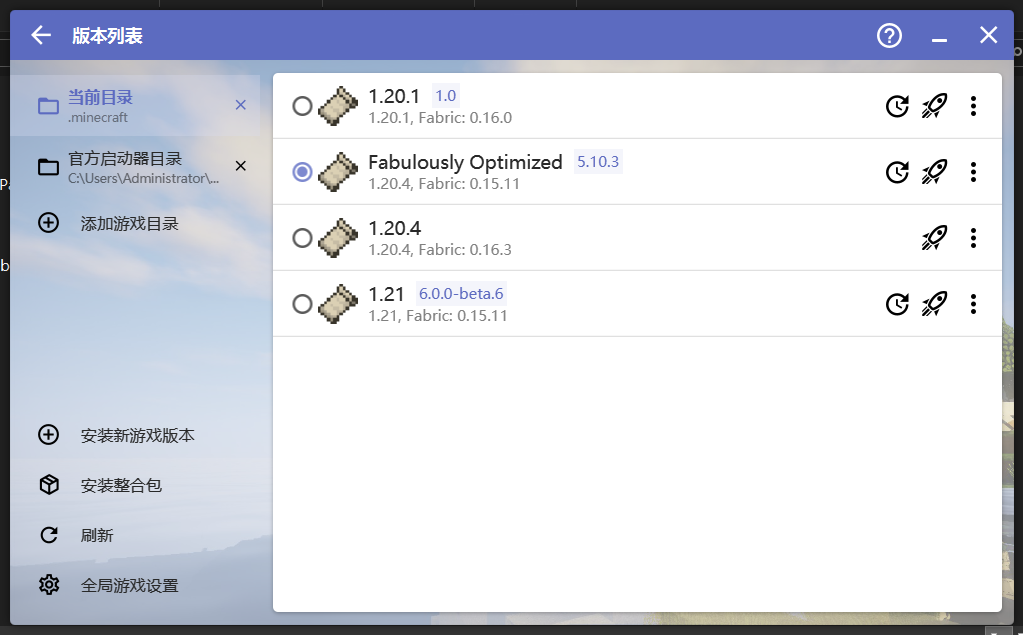 版本列表
当前目录
.minecraft
官方启动器目录
C:\Users\Administrator\...
添加游戏目录
安装新游戏版本
安装整合包
刷新
全局游戏设置
1.20.1 1.0
1.20.1, Fabric: 0.16.0
Fabulously Optimized 5.10.3
1.20.4, Fabric: 0.15.11
1.20.4
1.20.4, Fabric: 0.16.3
1.21 6.0.0-beta.6
1.21, Fabric: 0.15.11